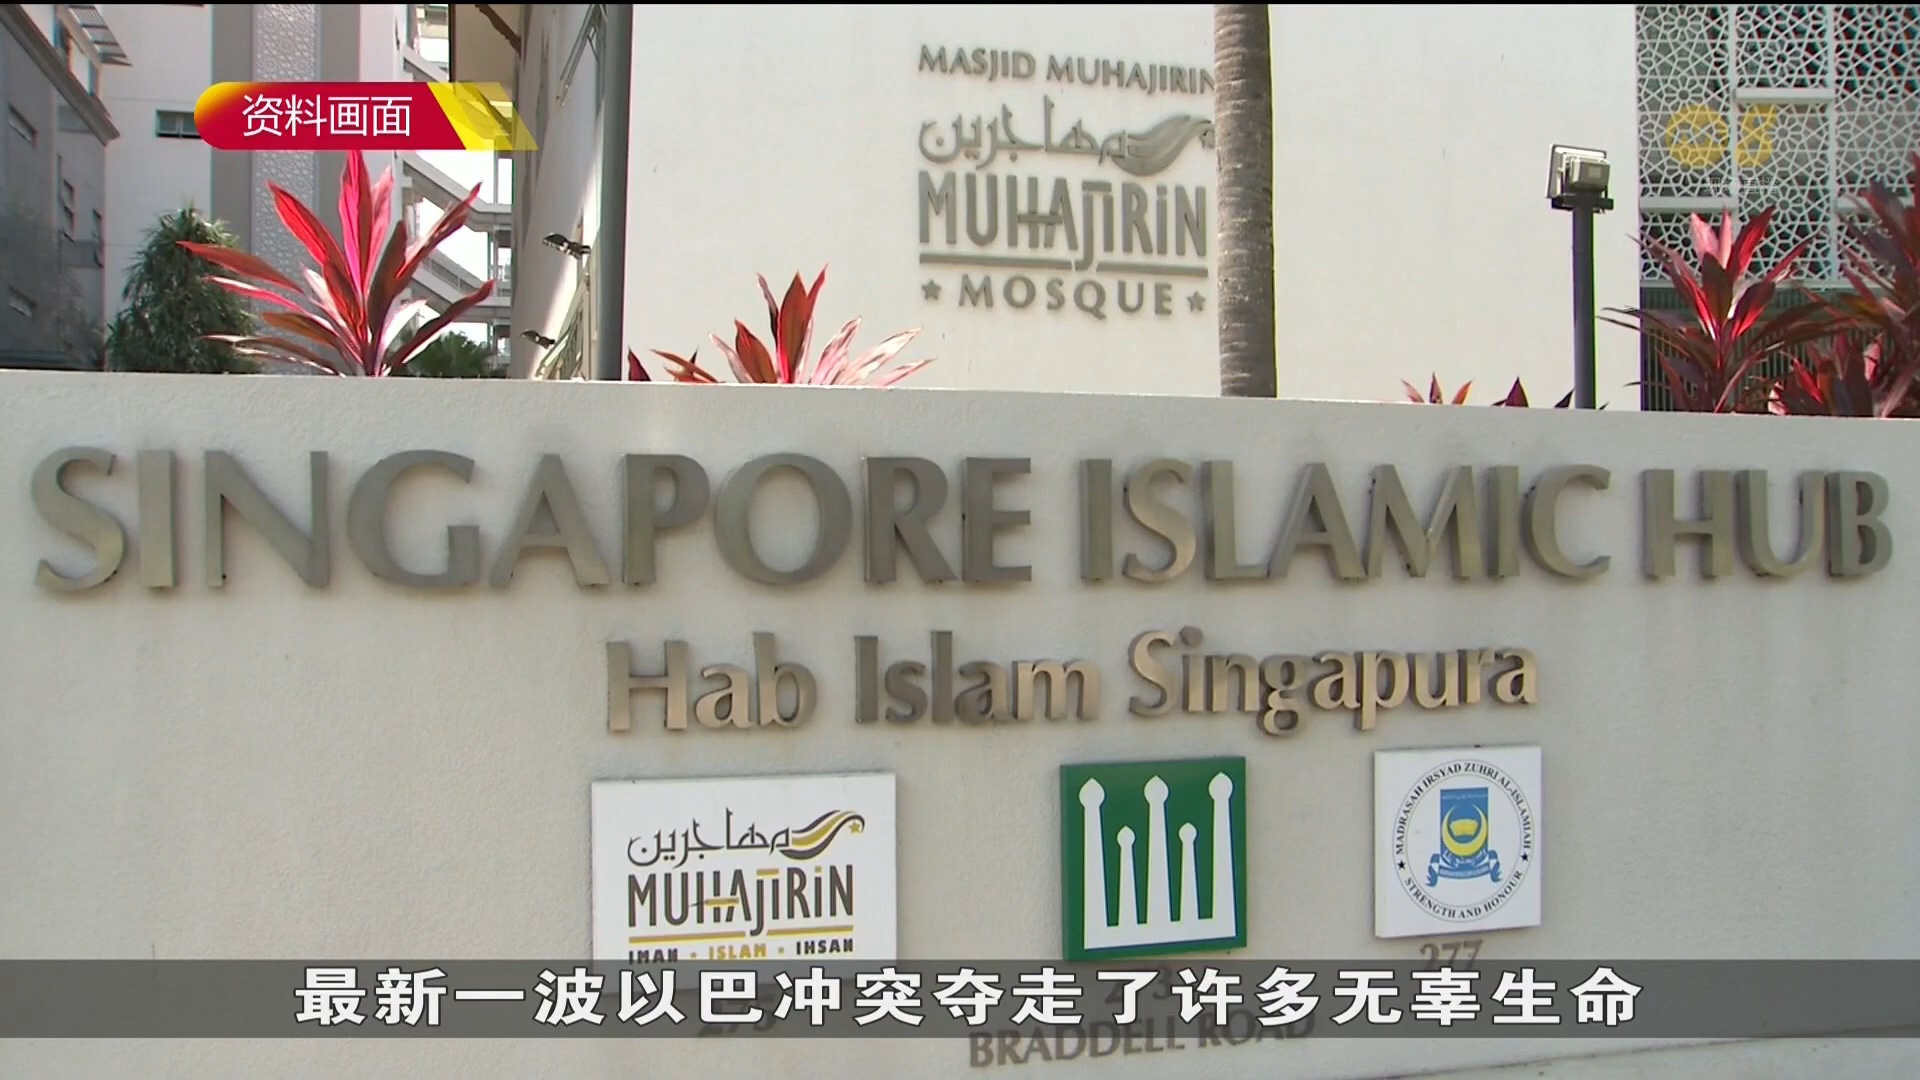 资料画面
MASJID MUHAJIRIN
مهاجرين
MUHAJIRIN
MOSQUE
SINGAPORE ISLAMIC HUB
Hab Islam Singapura
مهاجرين
MUHAJIRIN
IMAN • ISLAM • IHSAN
MADRASAH IRSYAD ZUHRI AL-ISLAMIAH
STRENGTH AND HONOUR
275
273
277
BRADDELL ROAD
最新一波以巴冲突夺走了许多无辜生命